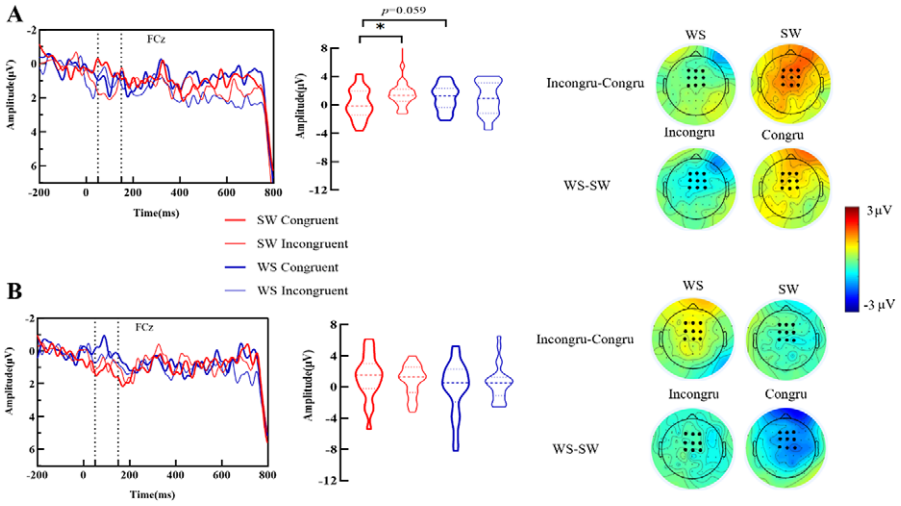 A
FCz
Amplitude(μV)
-2
0
2
4
6
-200
0
200
400
600
800
Time(ms)
p=0.059
*
Amplitude(μV)
8
4
0
-4
-8
-12
WS
SW
Incongru-Congru
Incongru
Congru
WS-SW
SW Congruent
SW Incongruent
WS Congruent
WS Incongruent
3 μV
-3 μV
B
FCz
Amplitude(μV)
-2
0
2
4
6
-200
0
200
400
600
800
Time(ms)
Amplitude(μV)
8
4
0
-4
-8
-12
WS
SW
Incongru-Congru
Incongru
Congru
WS-SW